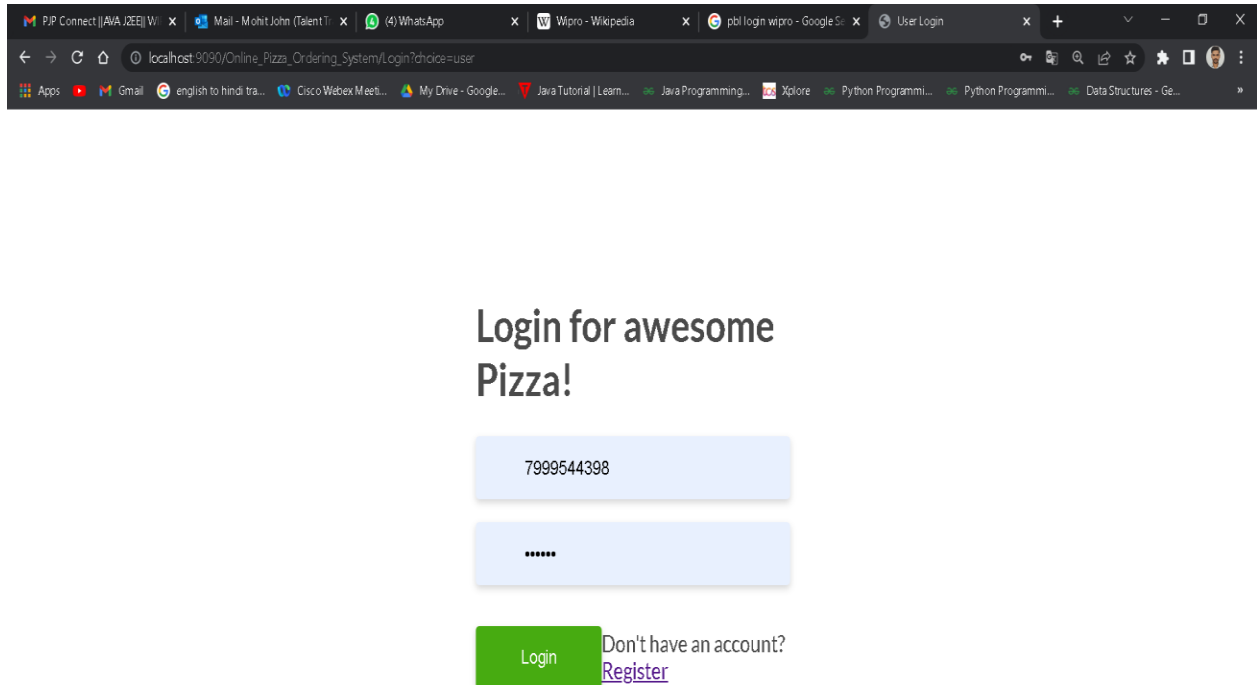 PJP Connect ||AVA J2EE|| WI
Mail - Mohit John (Talent Tr
(4) WhatsApp
Wipro - Wikipedia
pbl login wipro - Google Se
User Login
localhost:9090/Online_Pizza_Ordering_System/Login?choice=user
Apps
Gmail
english to hindi tra...
Cisco Webex Meeti...
My Drive - Google...
Java Tutorial | Learn...
Java Programming...
Xplore
Python Programmi...
Python Programmi...
Data Structures - Ge...
»
Login for awesome
Pizza!
7999544398
••••••
Login
Don't have an account?
Register